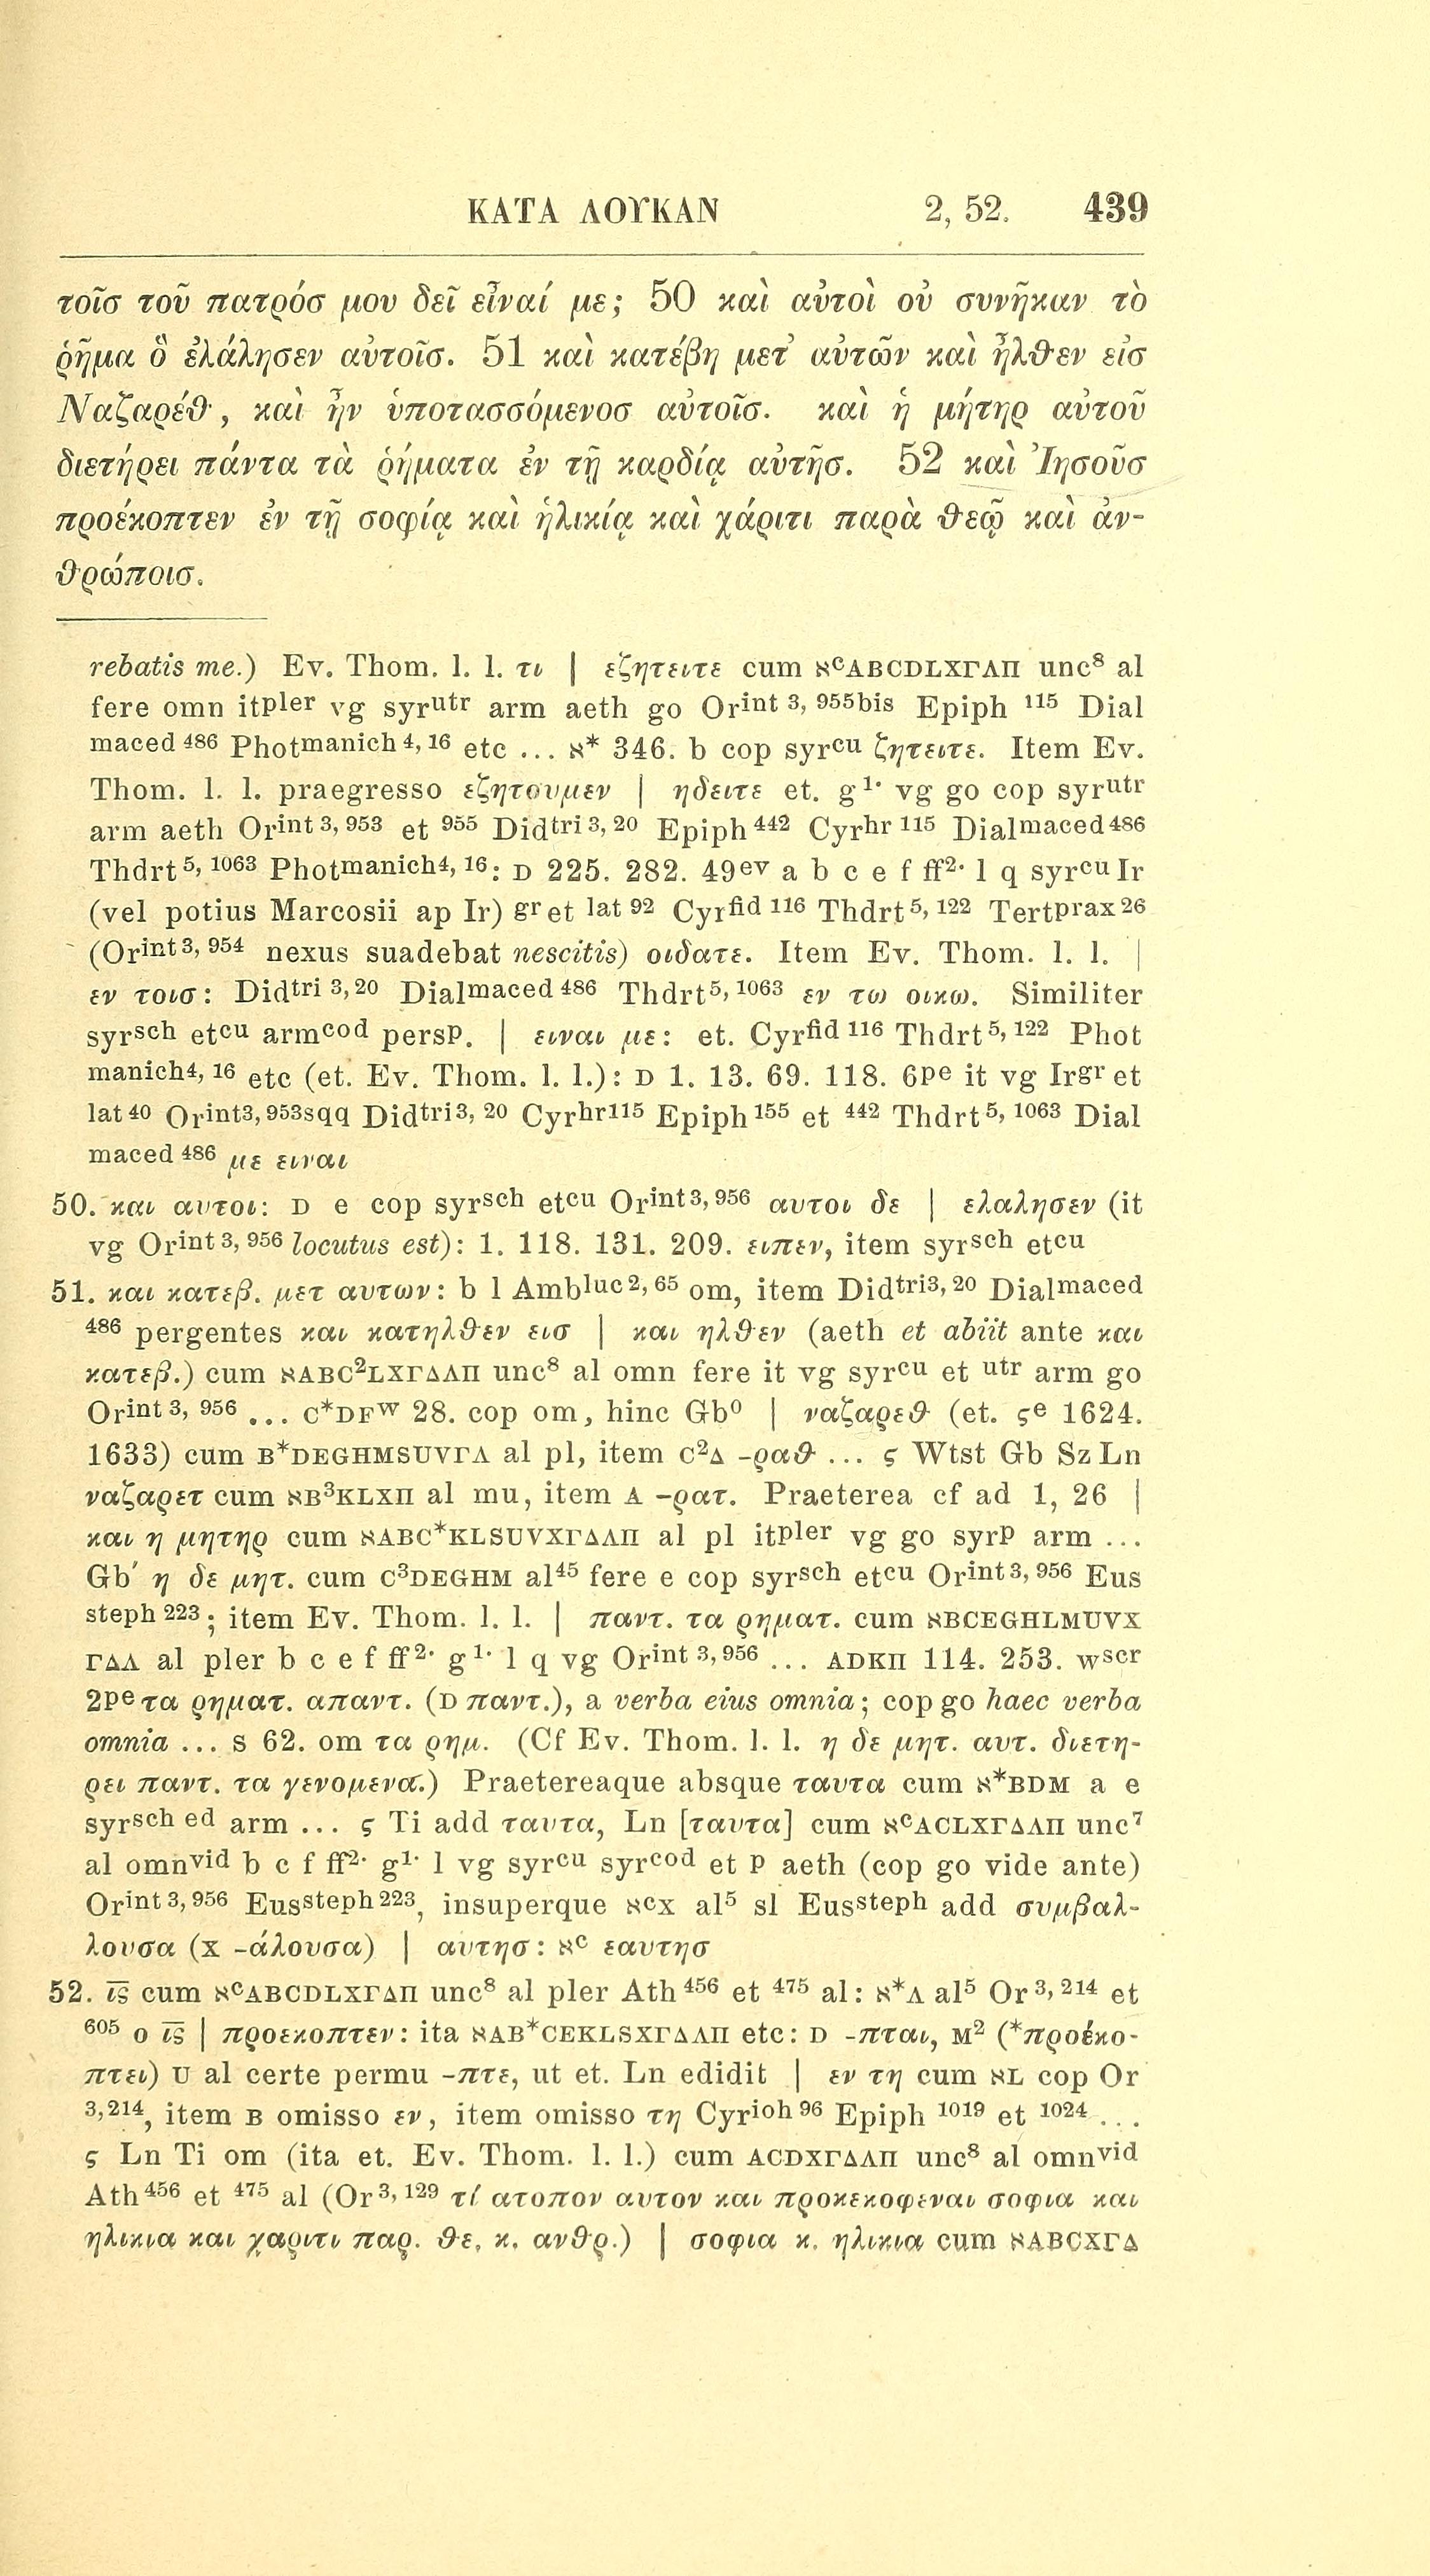 ΚΑΤΑ ΛΟΥΚΑΝ 2, 52. 439
τοῖσ τοῦ πατρόσ μου δεῖ εἶναί με; 50 καὶ αὐτοὶ οὐ συνῆκαν τὸ
ῥῆμα ὃ ἐλάλησεν αὐτοῖσ. 51 καὶ κατέβη μετ᾽ αὐτῶν καὶ ἦλθεν εἰσ
Ναζαρέθ, καὶ ἦν ὑποτασσόμενοσ αὐτοῖσ. καὶ ἡ μήτηρ αὐτοῦ
διετήρει πάντα τὰ ῥήματα ἐν τῇ καρδίᾳ αὐτῆσ. 52 καὶ Ἰησοῦσ
προέκοπτεν ἐν τῇ σοφίᾳ καὶ ἡλικίᾳ καὶ χάριτι παρὰ θεῷ καὶ ἀν-
θρώποισ.
rebatis me.) Ev. Thom. l. l. τι | εζητειτε cum ℵᶜABCDLXΓΛΠ unc⁸ al
fere omn itpler vg syrutr arm aeth go Orint 3, 955bis Epiph 115 Dial
maced 486 Photmanich 4, 16 etc ... ℵ* 346. b cop syrcu ζητειτε. Item Ev.
Thom. l. l. praegresso εζητουμεν | ηδειτε et. g1. vg go cop syrutr
arm aeth Orint 3, 953 et 955 Didtri 3, 20 Epiph 442 Cyrhr 115 Dialmaced 486
Thdrt 5, 1063 Photmanich 4, 16: D 225. 282. 49ev a b c e f ff2. l q syrcu Ir
(vel potius Marcosii ap Ir) gr et lat 92 Cyrfid 116 Thdrt 5, 122 Tertprax 26
(Orint 3, 954 nexus suadebat nescitis) οιδατε. Item Ev. Thom. l. l. |
εν τοισ: Didtri 3,20 Dialmaced 486 Thdrt 5, 1063 εν τω οικω. Similiter
syrsch etcu armcod persp. | ειναι με: et. Cyrfid 116 Thdrt 5, 122 Phot
manich 4, 16 etc (et. Ev. Thom. l. l.): D 1. 13. 69. 118. 6pe it vg Irgr et
lat 40 Orint 3, 953sqq Didtri 3, 20 Cyrhr115 Epiph 155 et 442 Thdrt 5, 1063 Dial
maced 486 με ειναι
50. και αυτοι: D e cop syrsch etcu Orint 3, 956 αυτοι δε | ελαλησεν (it
vg Orint 3, 956 locutus est): 1. 118. 131. 209. ειπεν, item syrsch etcu
51. και κατεβ. μετ αυτων: b l Ambluc 2, 65 om, item Didtri 3, 20 Dialmaced
486 pergentes και κατηλθεν εισ | και ηλθεν (aeth et abiit ante και
κατεβ.) cum ℵABC²LXΓΔΛΠ unc⁸ al omn fere it vg syrcu et utr arm go
Orint 3, 956 ... C*DFw 28. cop om, hinc Gb⁰ | ναζαρεθ (et. ςe 1624.
1633) cum B*DEGHMSUVΓΛ al pl, item C²Δ -ραθ ... ς Wtst Gb Sz Ln
ναζαρετ cum ℵB³KLXΠ al mu, item A -ρατ. Praeterea cf ad 1, 26 |
και η μητηρ cum ℵABC*KLSUVXΓΔΛΠ al pl itpler vg go syrp arm ...
Gb′ η δε μητ. cum C³DEGHM al⁴⁵ fere e cop syrsch etcu Orint 3, 956 Eus
steph 223; item Ev. Thom. l. l. | παντ. τα ρηματ. cum ℵBCEGHLMUVX
ΓΔΛ al pler b c e f ff2. g1. l q vg Orint 3, 956 ... ADKΠ 114. 253. wscr
2pe τα ρηματ. απαντ. (D παντ.), a verba eius omnia; cop go haec verba
omnia ... S 62. om τα ρημ. (Cf Ev. Thom. l. l. η δε μητ. αυτ. διετη-
ρει παντ. τα γενομενα.) Praetereaque absque ταυτα cum ℵ*BDM a e
syrsch ed arm ... ς Ti add ταυτα, Ln [ταυτα] cum ℵᶜACLXΓΔΛΠ unc⁷
al omnvid b c f ff2. g1. l vg syrcu syrcod et p aeth (cop go vide ante)
Orint 3, 956 Eussteph 223, insuperque ℵᶜX al⁵ sl Eussteph add συμβαλ-
λουσα (X -άλουσα) | αυτησ: ℵᶜ εαυτησ
52. ις cum ℵᶜABCDLXΓΔΠ unc⁸ al pler Ath 456 et 475 al: ℵ*Λ al⁵ Or 3, 214 et
605 ο ις | προεκοπτεν: ita ℵAB*CEKLSXΓΔΛΠ etc: D -πται, M² (*προέκο-
πτει) U al certe permu -πτε, ut et. Ln edidit | εν τη cum ℵL cop Or
3,214, item B omisso εν, item omisso τη Cyrioh 96 Epiph 1019 et 1024 ...
ς Ln Ti om (ita et. Ev. Thom. l. l.) cum ACDXΓΔΛΠ unc⁸ al omnvid
Ath 456 et 475 al (Or 3, 129 τί ατοπον αυτον και προκεκοφεναι σοφια και
ηλικια και χαριτι παρ. θε. κ. ανθρ.) | σοφια κ. ηλικια cum ℵABCXΓΔ